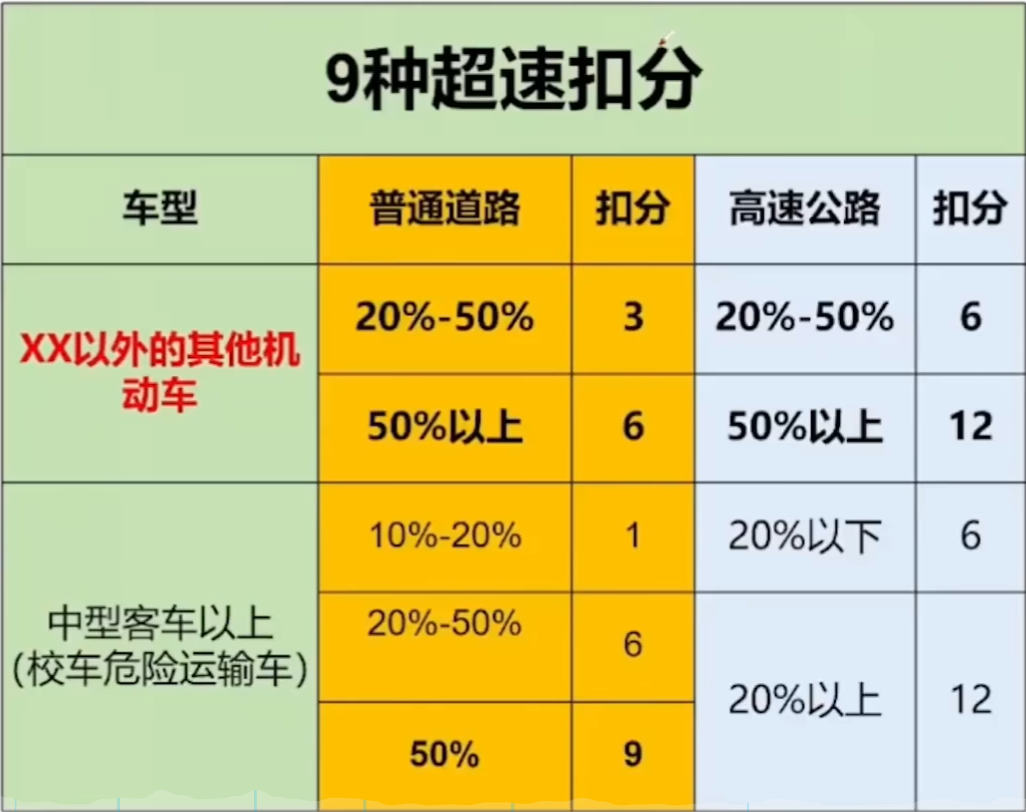 9种超速扣分
车型 普通道路 扣分 高速公路 扣分
XX以外的其他机
动车
20%-50% 3 20%-50% 6
50%以上 6 50%以上 12
中型客车以上
（校车危险运输车）
10%-20% 1 20%以下 6
20%-50% 6
20%以上 12
50% 9